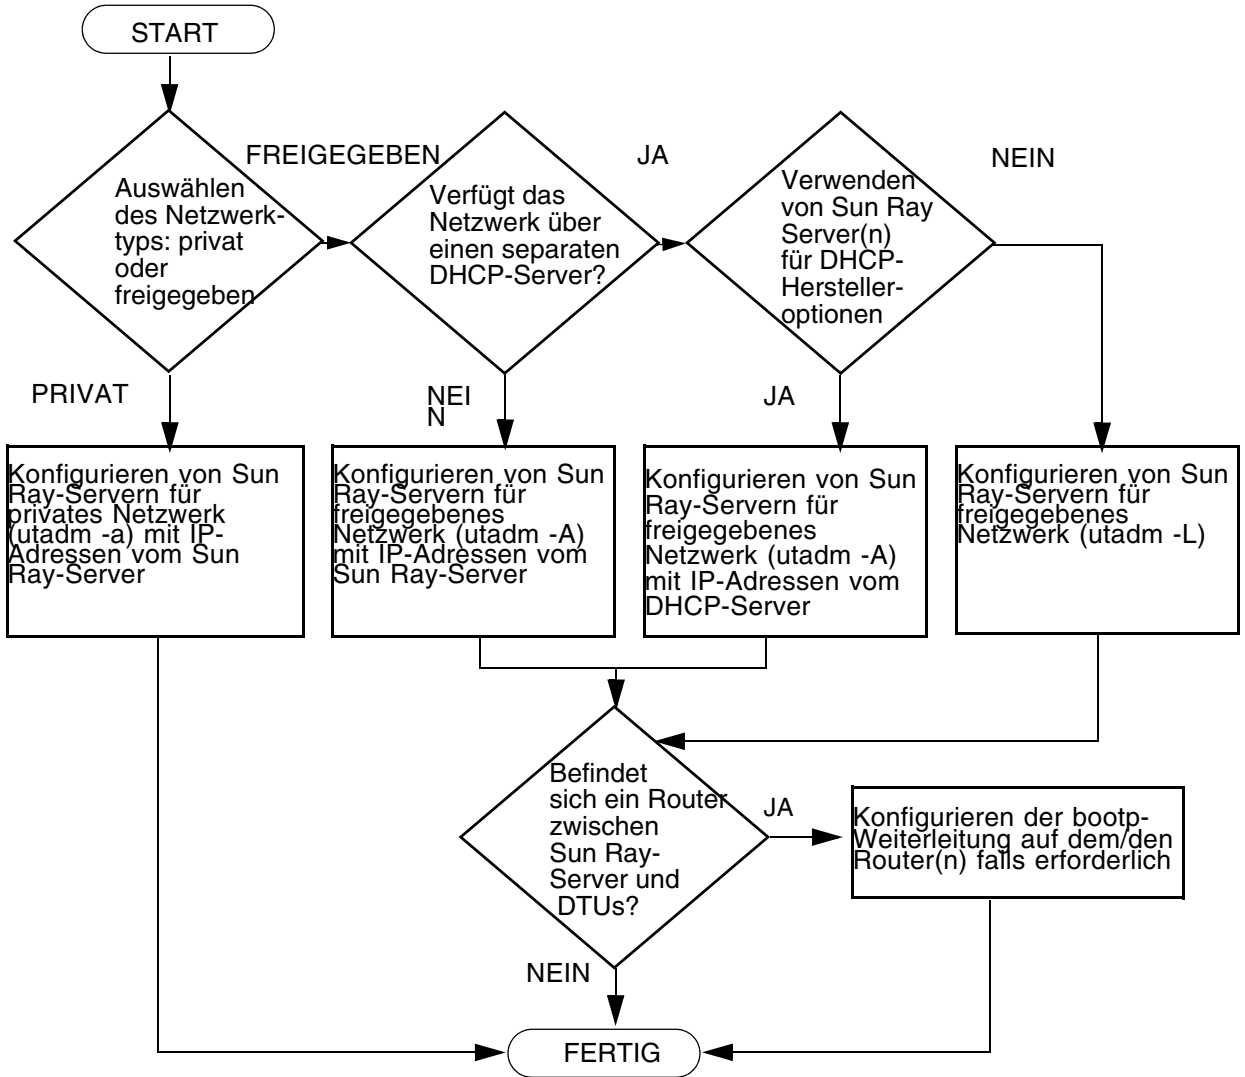 START
FREIGEGEBEN
JA
NEIN
Auswählen
des Netzwerk-
typs: privat
oder
freigegeben
Verfügt das
Netzwerk über
einen separaten
DHCP-Server?
Verwenden
von Sun Ray
Server(n)
für DHCP-
Hersteller-
optionen
PRIVAT
NEI
N
JA
Konfigurieren von Sun
Ray-Servern für
privates Netzwerk
(utadm -a) mit IP-
Adressen vom Sun
Ray-Server
Konfigurieren von Sun
Ray-Servern für
freigegebenes
Netzwerk (utadm -A)
mit IP-Adressen vom
Sun Ray-Server
Konfigurieren von Sun
Ray-Servern für
freigegebenes
Netzwerk (utadm -A)
mit IP-Adressen vom
DHCP-Server
Konfigurieren von Sun
Ray-Servern für
freigegebenes
Netzwerk (utadm -L)
Befindet
sich ein Router
zwischen
Sun Ray-
Server und
DTUs?
JA
Konfigurieren der bootp-
Weiterleitung auf dem/den
Router(n) falls erforderlich
NEIN
FERTIG